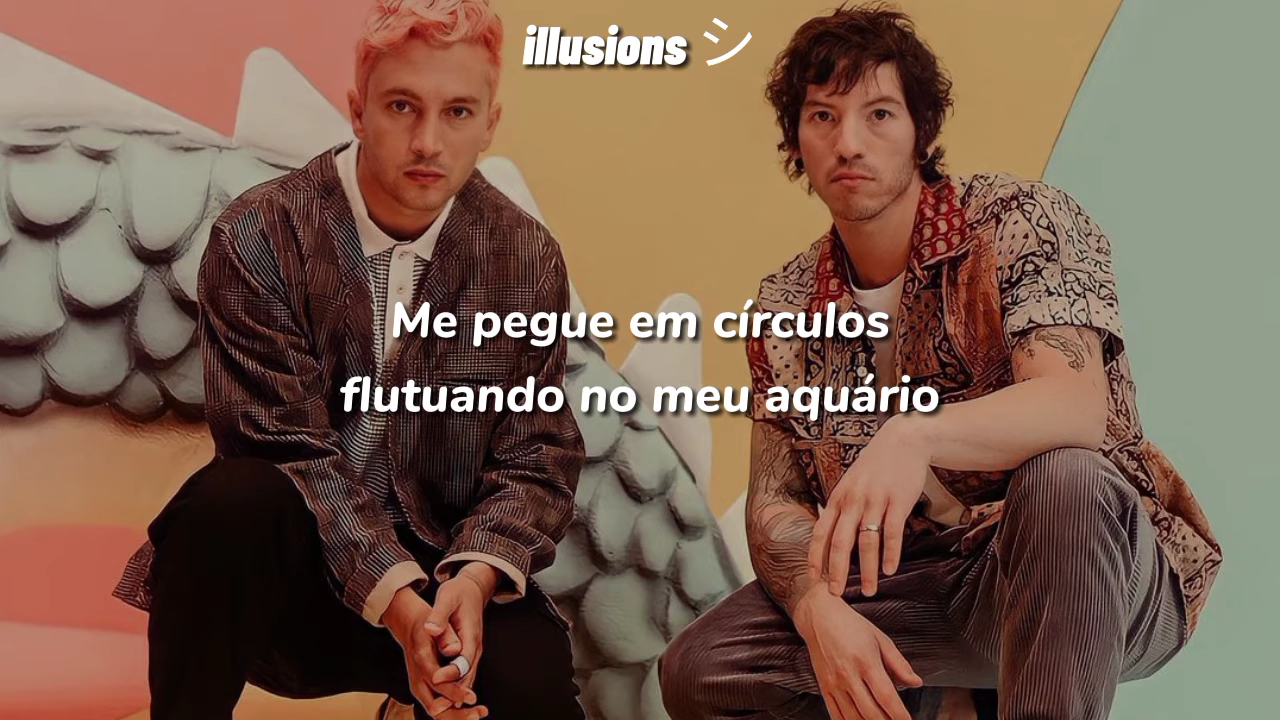 illusions シ
Me pegue em círculos
flutuando no meu aquário